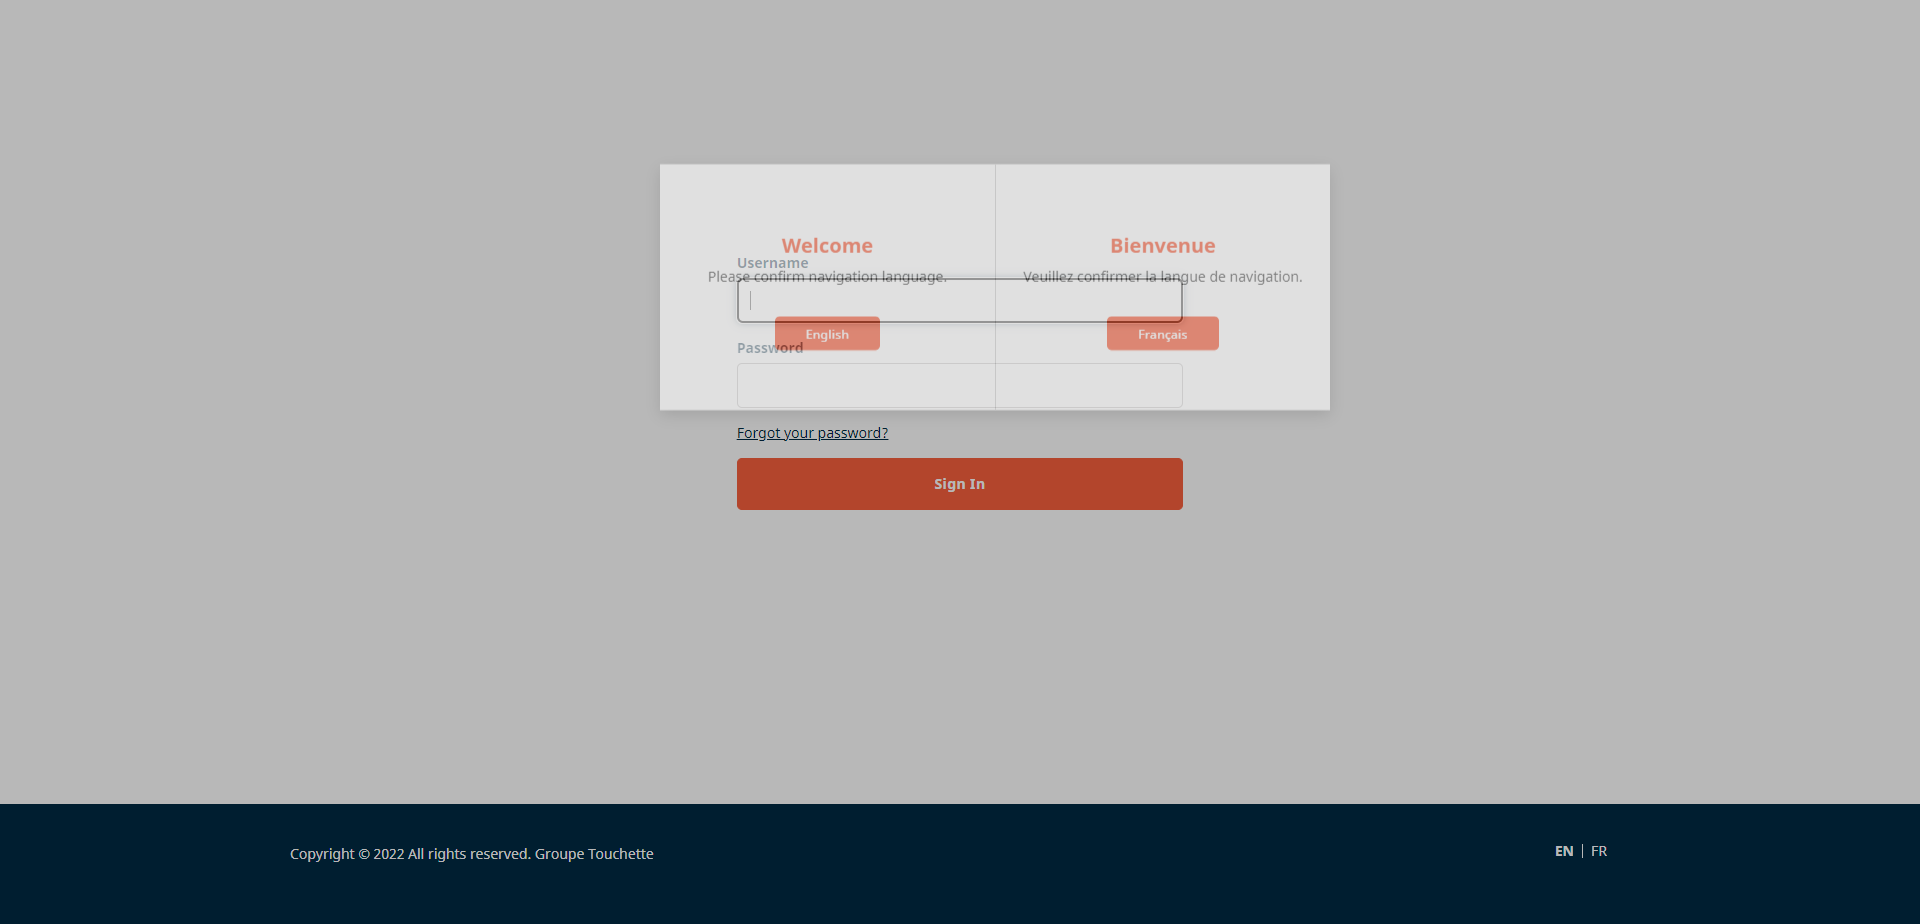 Welcome
Bienvenue
Username
Please confirm navigation language.
Veuillez confirmer la langue de navigation.
English
Français
Password
Forgot your password?
Sign In
Copyright © 2022 All rights reserved. Groupe Touchette
EN | FR